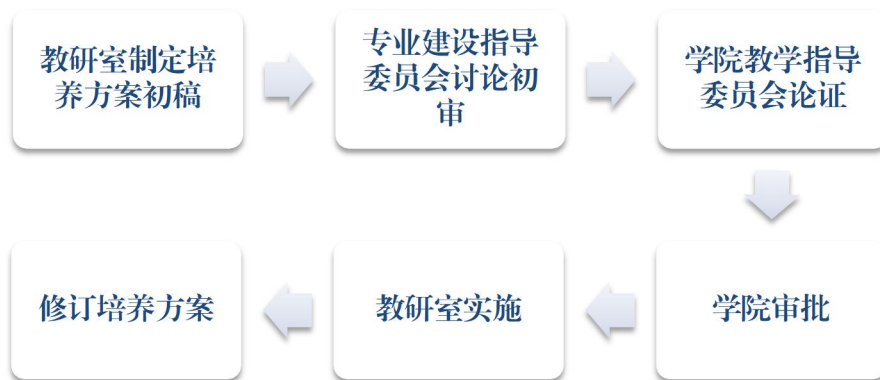 教研室制定培
养方案初稿
专业建设指导
委员会讨论初
审
学院教学指导
委员会论证
学院审批
教研室实施
修订培养方案